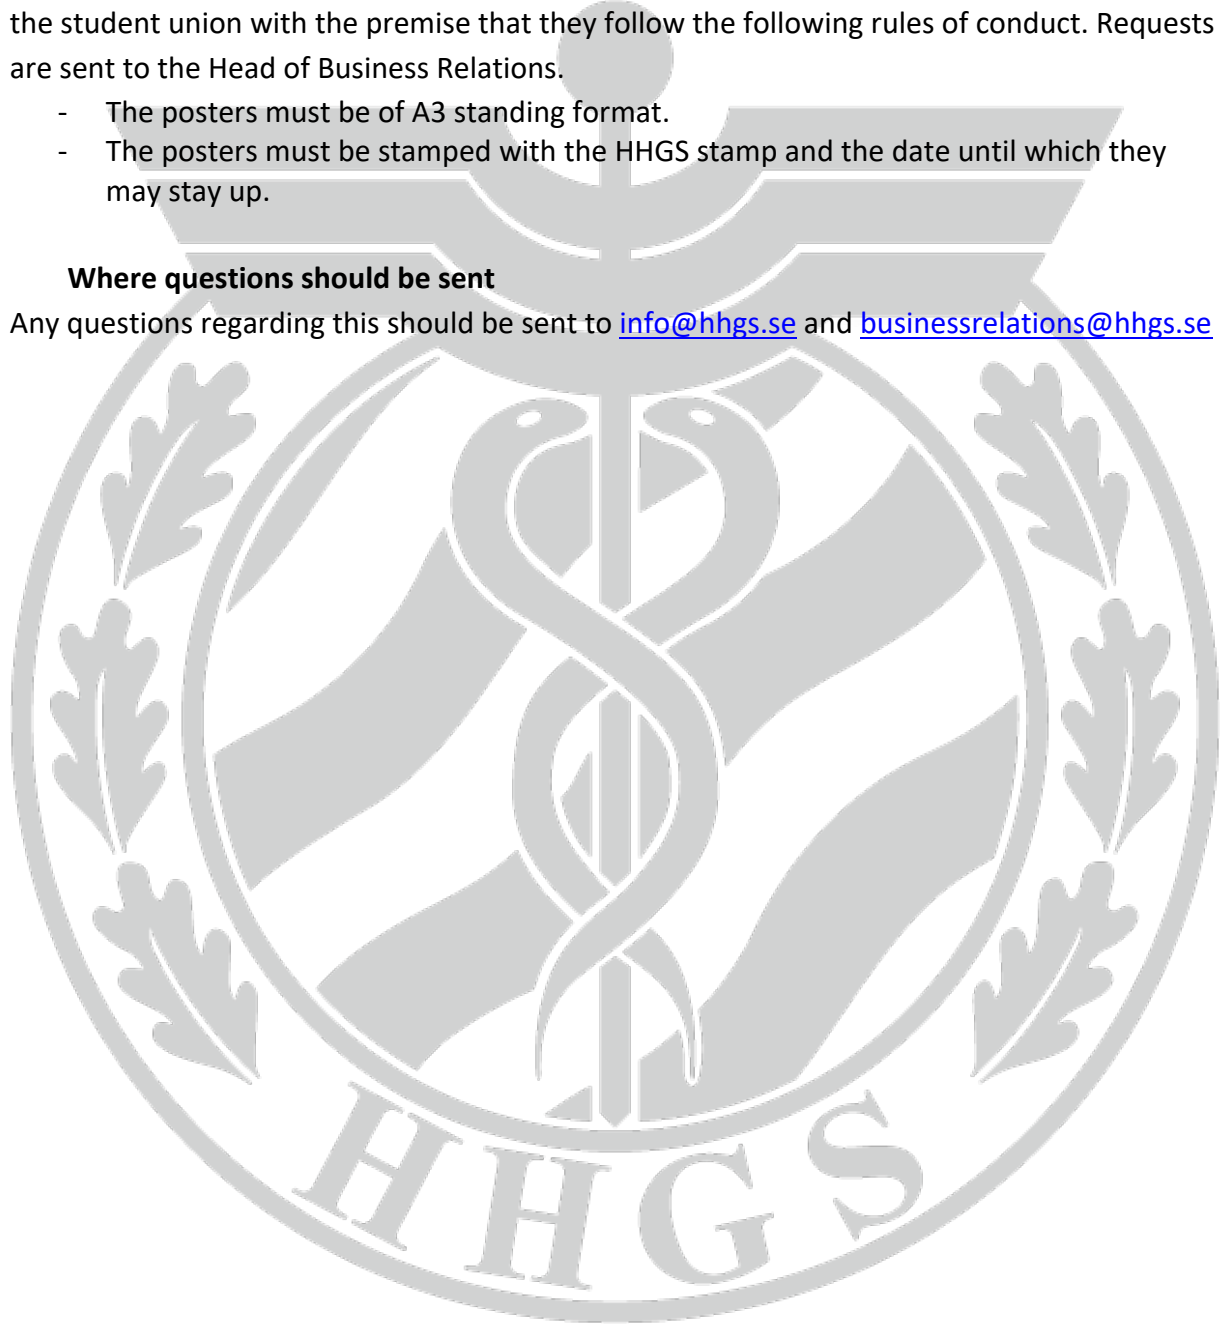 the student union with the premise that they follow the following rules of conduct. Requests
are sent to the Head of Business Relations.
- The posters must be of A3 standing format.
- The posters must be stamped with the HHGS stamp and the date until which they
may stay up.
Where questions should be sent
Any questions regarding this should be sent to info@hhgs.se and businessrelations@hhgs.se
HHGS